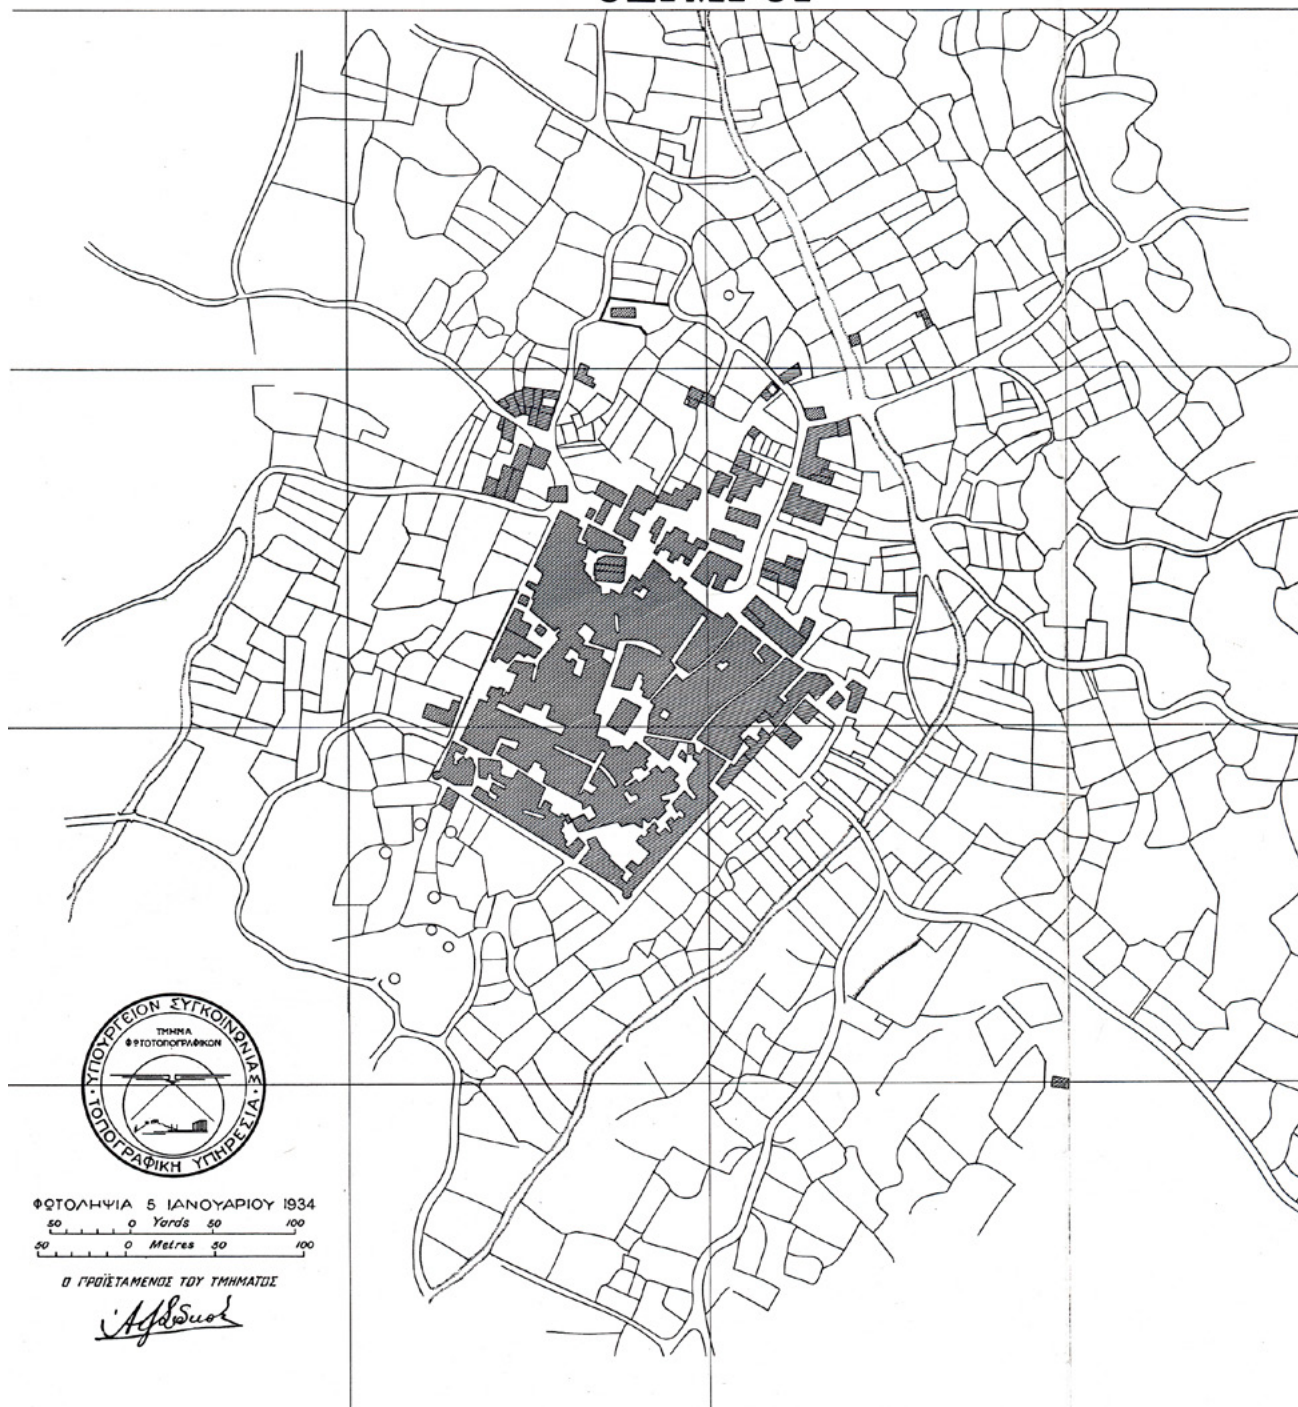 ΥΠΟΥΡΓΕΙΟΝ ΣΥΓΚΟΙΝΩΝΙΑΣ
ΤΜΗΜΑ
ΦΩΤΟΤΟΠΟΓΡΑΦΙΚΟΝ
ΤΟΠΟΓΡΑΦΙΚΗ ΥΠΗΡΕΣΙΑ
ΦΩΤΟΛΗΨΙΑ 5 ΙΑΝΟΥΑΡΙΟΥ 1934
50 0 Yards 50 100
50 0 Metres 50 100
Ο ΠΡΟΪΣΤΑΜΕΝΟΣ ΤΟΥ ΤΜΗΜΑΤΟΣ